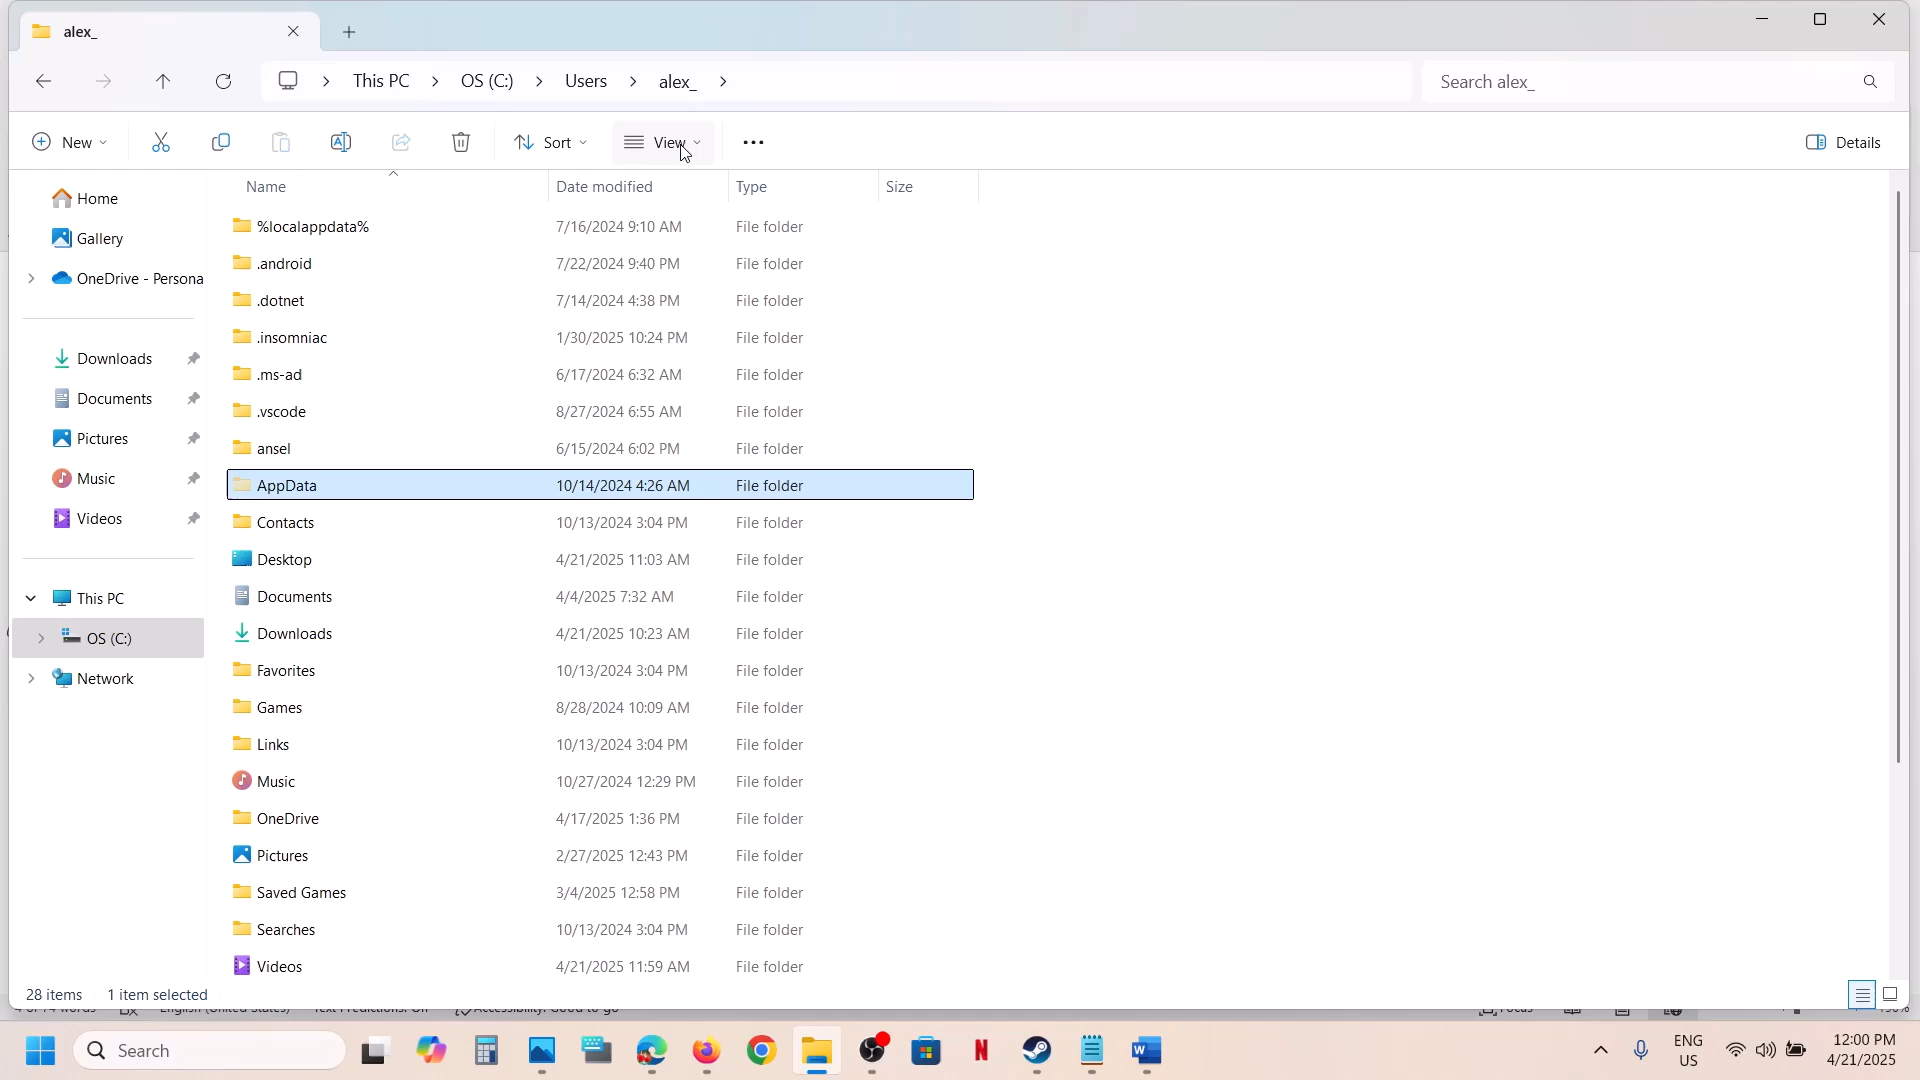 alex_
This PC > OS (C:) > Users > alex_ >
Search alex_
New
Sort
View
Details
Name
Date modified
Type
Size
Home
Gallery
OneDrive - Persona
Downloads
Documents
Pictures
Music
Videos
This PC
OS (C:)
Network
%localappdata% 7/16/2024 9:10 AM File folder
.android 7/22/2024 9:40 PM File folder
.dotnet 7/14/2024 4:38 PM File folder
.insomniac 1/30/2025 10:24 PM File folder
.ms-ad 6/17/2024 6:32 AM File folder
.vscode 8/27/2024 6:55 AM File folder
ansel 6/15/2024 6:02 PM File folder
AppData 10/14/2024 4:26 AM File folder
Contacts 10/13/2024 3:04 PM File folder
Desktop 4/21/2025 11:03 AM File folder
Documents 4/4/2025 7:32 AM File folder
Downloads 4/21/2025 10:23 AM File folder
Favorites 10/13/2024 3:04 PM File folder
Games 8/28/2024 10:09 AM File folder
Links 10/13/2024 3:04 PM File folder
Music 10/27/2024 12:29 PM File folder
OneDrive 4/17/2025 1:36 PM File folder
Pictures 2/27/2025 12:43 PM File folder
Saved Games 3/4/2025 12:58 PM File folder
Searches 10/13/2024 3:04 PM File folder
Videos 4/21/2025 11:59 AM File folder
28 items 1 item selected
Search
ENG
US
12:00 PM
4/21/2025